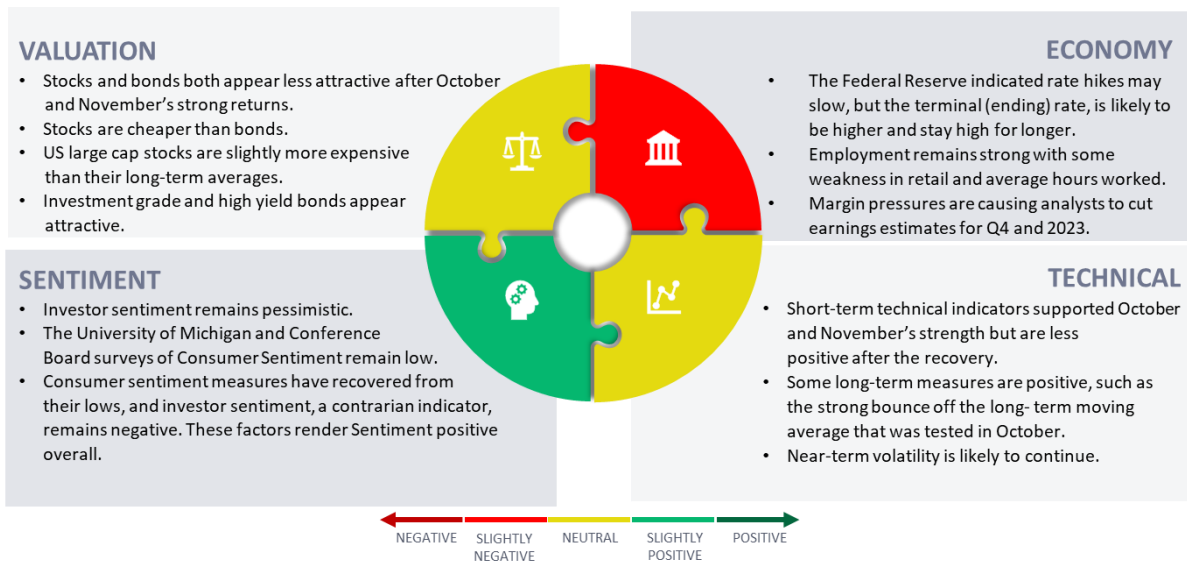 VALUATION
• Stocks and bonds both appear less attractive after October
and November’s strong returns.
• Stocks are cheaper than bonds.
• US large cap stocks are slightly more expensive
than their long-term averages.
• Investment grade and high yield bonds appear
attractive.
ECONOMY
• The Federal Reserve indicated rate hikes may
slow, but the terminal (ending) rate, is likely to
be higher and stay high for longer.
• Employment remains strong with some
weakness in retail and average hours worked.
• Margin pressures are causing analysts to cut
earnings estimates for Q4 and 2023.
SENTIMENT
• Investor sentiment remains pessimistic.
• The University of Michigan and Conference
Board surveys of Consumer Sentiment remain low.
• Consumer sentiment measures have recovered from
their lows, and investor sentiment, a contrarian indicator,
remains negative. These factors render Sentiment positive
overall.
TECHNICAL
• Short-term technical indicators supported October
and November’s strength but are less
positive after the recovery.
• Some long-term measures are positive, such as
the strong bounce off the long- term moving
average that was tested in October.
• Near-term volatility is likely to continue.
NEGATIVE
SLIGHTLY
NEGATIVE
NEUTRAL
SLIGHTLY
POSITIVE
POSITIVE